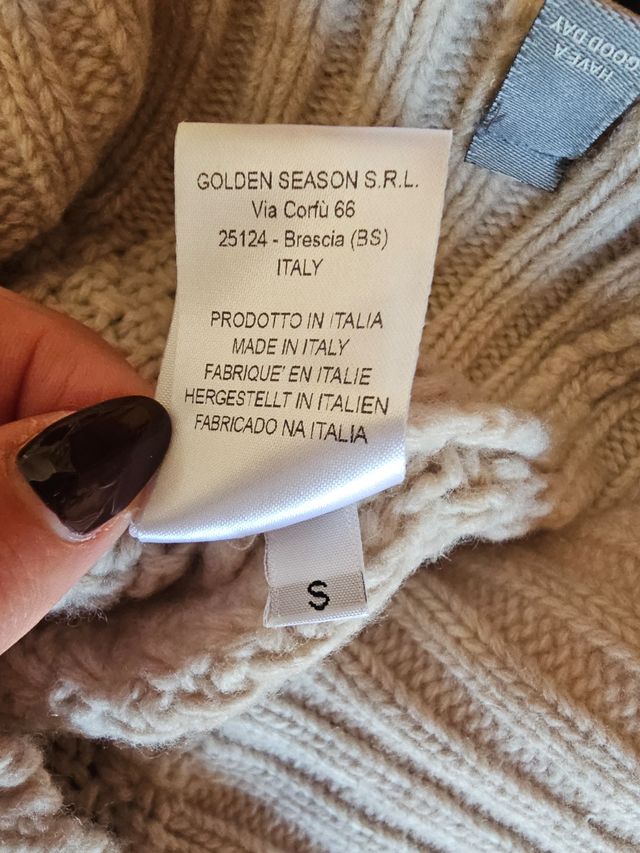 HAVE A
GOOD DAY
GOLDEN SEASON S.R.L.
Via Corfù 66
25124 - Brescia (BS)
ITALY
PRODOTTO IN ITALIA
MADE IN ITALY
FABRIQUE' EN ITALIE
HERGESTELLT IN ITALIEN
FABRICADO NA ITALIA
S